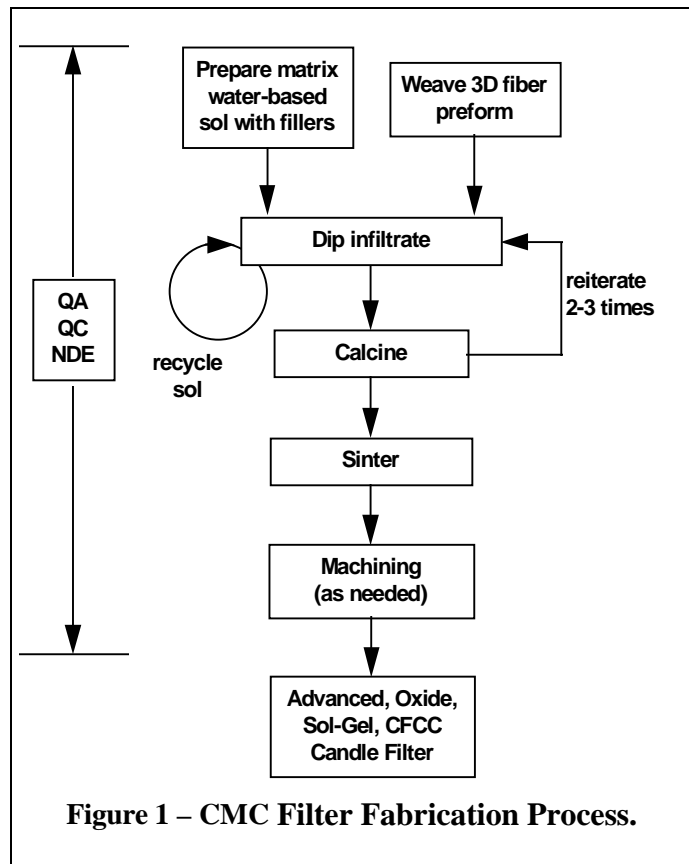 Prepare matrix
water-based
sol with fillers
Weave 3D fiber
preform
Dip infiltrate
reiterate
2-3 times
QA
QC
NDE
recycle
sol
Calcine
Sinter
Machining
(as needed)
Advanced, Oxide,
Sol-Gel, CFCC
Candle Filter
Figure 1 – CMC Filter Fabrication Process.